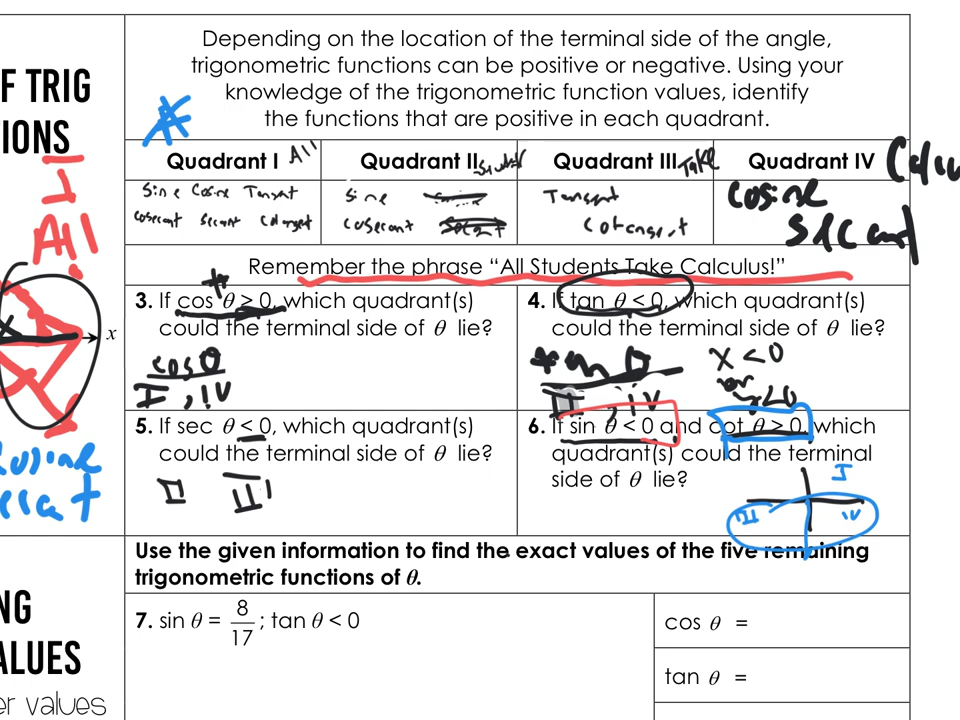 F TRIG
IONS
I
All
x
NG
ALUES
er values
Depending on the location of the terminal side of the angle,
trigonometric functions can be positive or negative. Using your
knowledge of the trigonometric function values, identify
the functions that are positive in each quadrant.
Quadrant I All
Quadrant II
Quadrant III Take
Quadrant IV
Sine Cosine Tangent
Cosecant Secant Cotangent
Sine
Cosecant
Tangent
Cotangent
Cosine
Secant
Remember the phrase “All Students Take Calculus!”
3. If cos θ > 0, which quadrant(s)
could the terminal side of θ lie?
cos θ
I, IV
4. If tan θ < 0, which quadrant(s)
could the terminal side of θ lie?
tan θ
II, IV
x < 0
or
y < 0
5. If sec θ < 0, which quadrant(s)
could the terminal side of θ lie?
II III
6. If sin θ < 0 and cot θ > 0, which
quadrant(s) could the terminal
side of θ lie?
I
III
IV
Use the given information to find the exact values of the five remaining
trigonometric functions of θ.
7. sin θ = 8/17; tan θ < 0
cos θ =
tan θ =